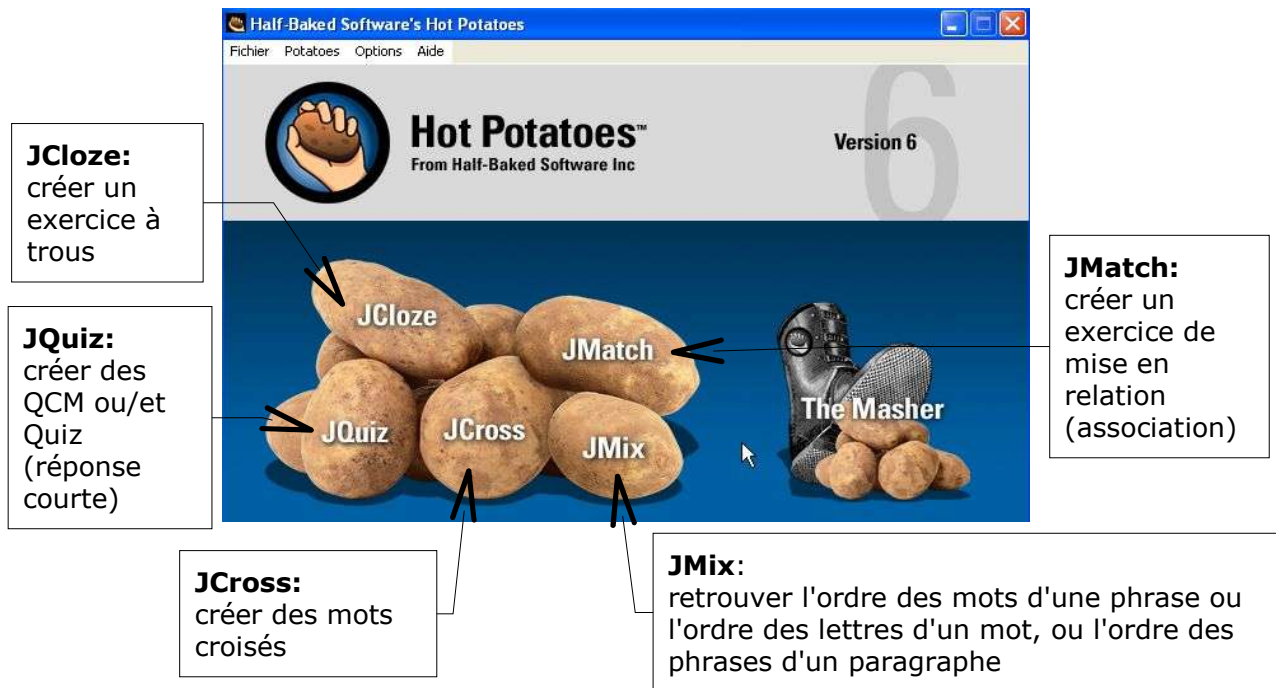 Half-Baked Software's Hot Potatoes
Fichier Potatoes Options Aide
Hot Potatoes™
From Half-Baked Software Inc
Version 6
6
JCloze:
créer un
exercice à
trous
JQuiz:
créer des
QCM ou/et
Quiz
(réponse
courte)
JCloze
JMatch
JQuiz
JCross
JMix
The Masher
JMatch:
créer un
exercice de
mise en
relation
(association)
JCross:
créer des mots
croisés
JMix:
retrouver l'ordre des mots d'une phrase ou
l'ordre des lettres d'un mot, ou l'ordre des
phrases d'un paragraphe